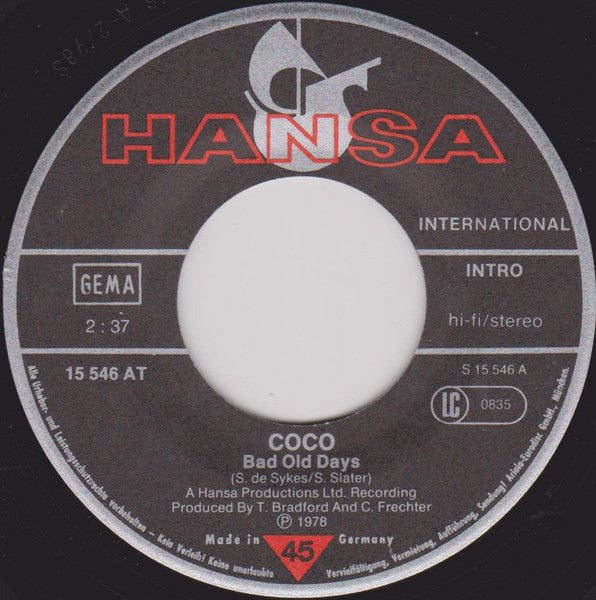 HANSA
INTERNATIONAL
GEMA
INTRO
2:37
hi-fi/stereo
15 546 AT
S 15 546 A
LC 0835
COCO
Bad Old Days
(S. de Sykes/S. Slater)
A Hansa Productions Ltd. Recording
Produced By T. Bradford And C. Frechter
Ⓟ 1978
Made in Germany
45
Alle Urheber- und Leistungsschutzrechte vorbehalten - Kein Verleih! Keine unerlaubte Vervielfältigung, Vermietung, Aufführung, Sendung! Ariola-Eurodisc GmbH, München.